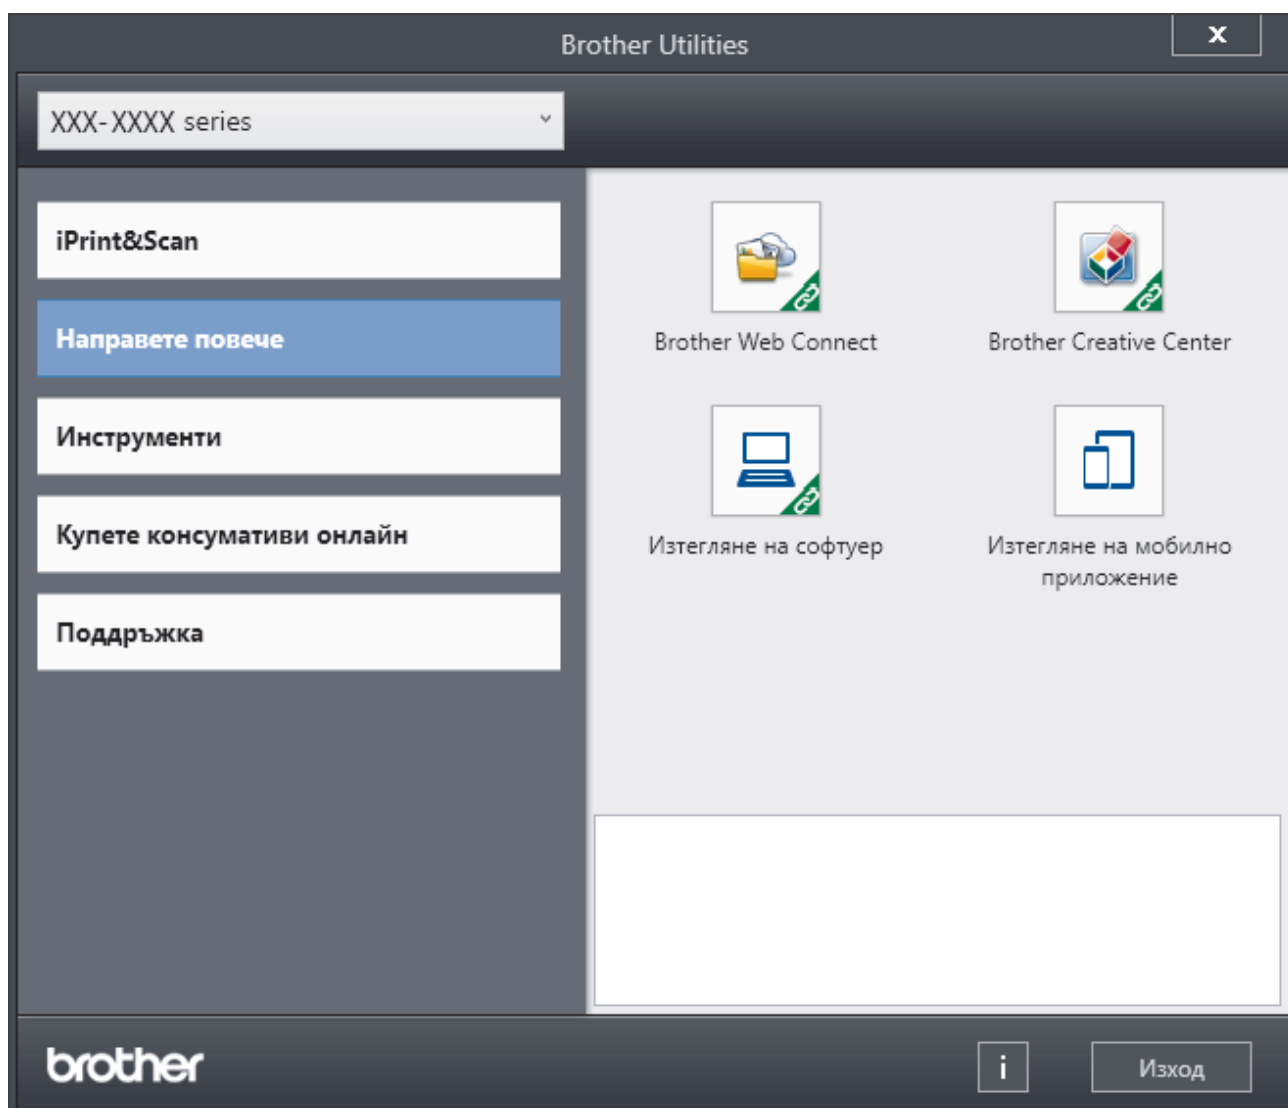 Brother Utilities
x
XXX-XXXX series
iPrint&Scan
Направете повече
Инструменти
Купете консумативи онлайн
Поддръжка
Brother Web Connect
Brother Creative Center
Изтегляне на софтуер
Изтегляне на мобилно
приложение
brother
i
Изход